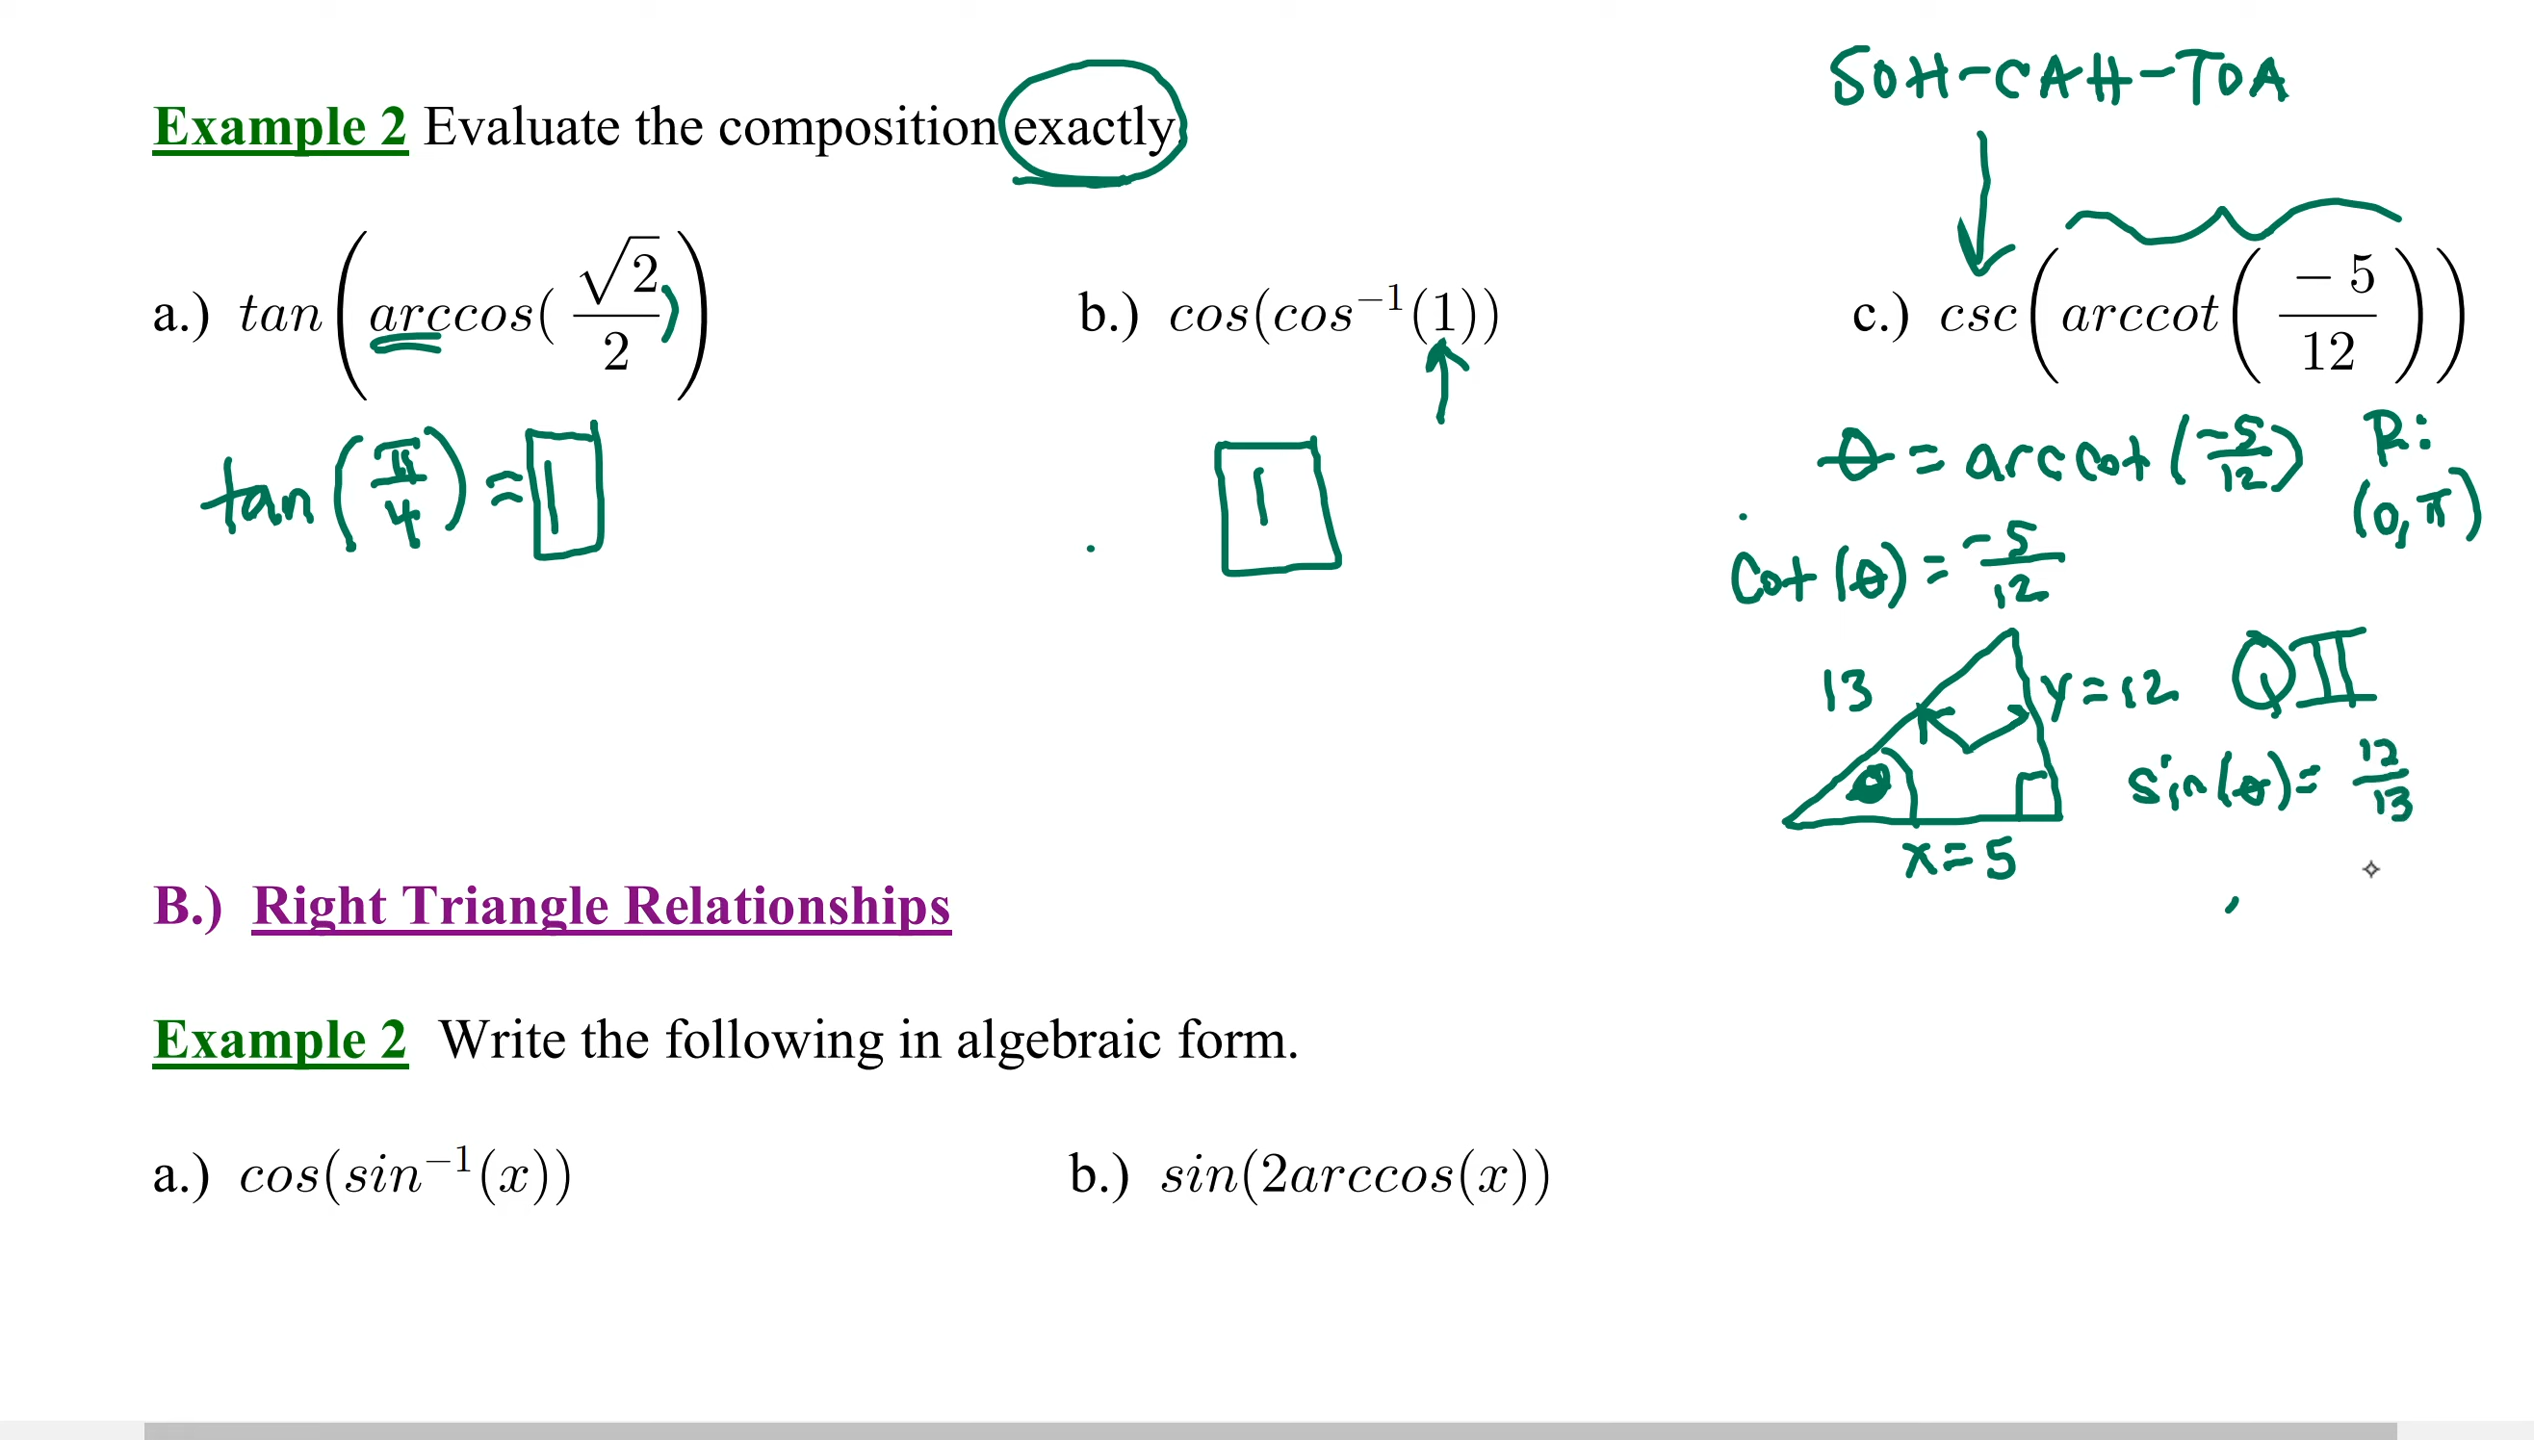 SOH-CAH-TOA
Example 2 Evaluate the composition exactly
a.) tan(arccos(√2/2))
b.) cos(cos⁻¹(1))
c.) csc(arccot(-5/12))
tan(π/4) = 1
1
θ = arccot(-5/12) R: (0, π)
cot(θ) = -5/12
13 y=12 QII
θ
sin(θ) = 12/13
x=5
B.) Right Triangle Relationships
Example 2 Write the following in algebraic form.
a.) cos(sin⁻¹(x))
b.) sin(2arccos(x))